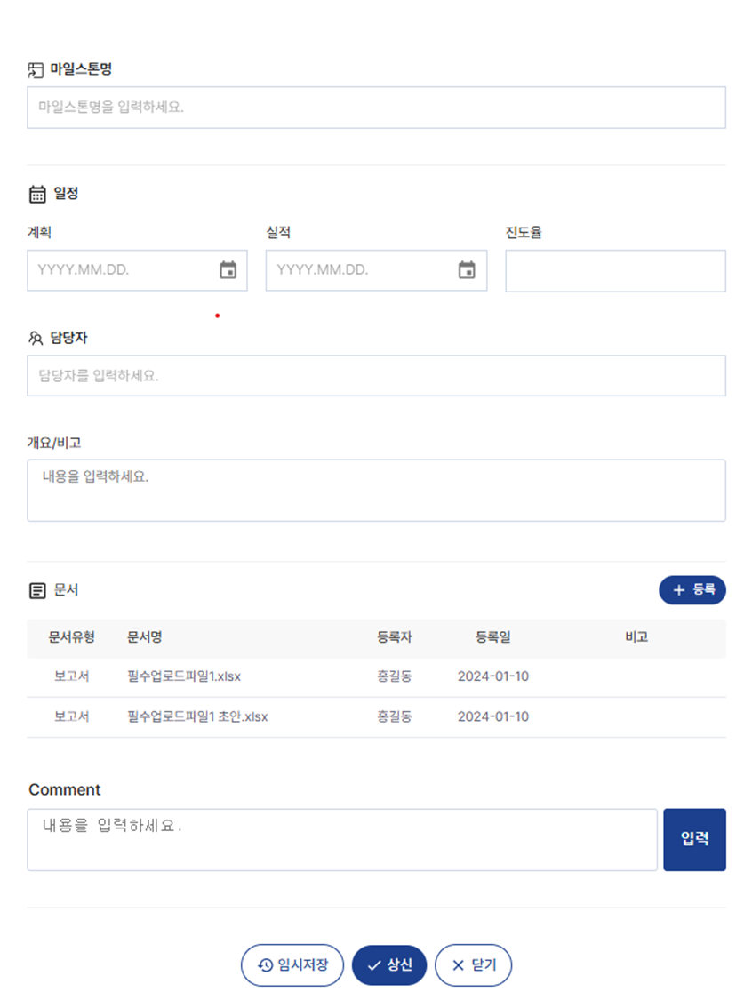 마일스톤명
마일스톤명을 입력하세요.
일정
계획 실적 진도율
YYYY.MM.DD. YYYY.MM.DD.
담당자
담당자를 입력하세요.
개요/비고
내용을 입력하세요.
문서 + 등록
문서유형 문서명 등록자 등록일 비고
보고서 필수업로드파일1.xlsx 홍길동 2024-01-10
보고서 필수업로드파일1 초안.xlsx 홍길동 2024-01-10
Comment
내용을 입력하세요. 입력
임시저장 상신 닫기